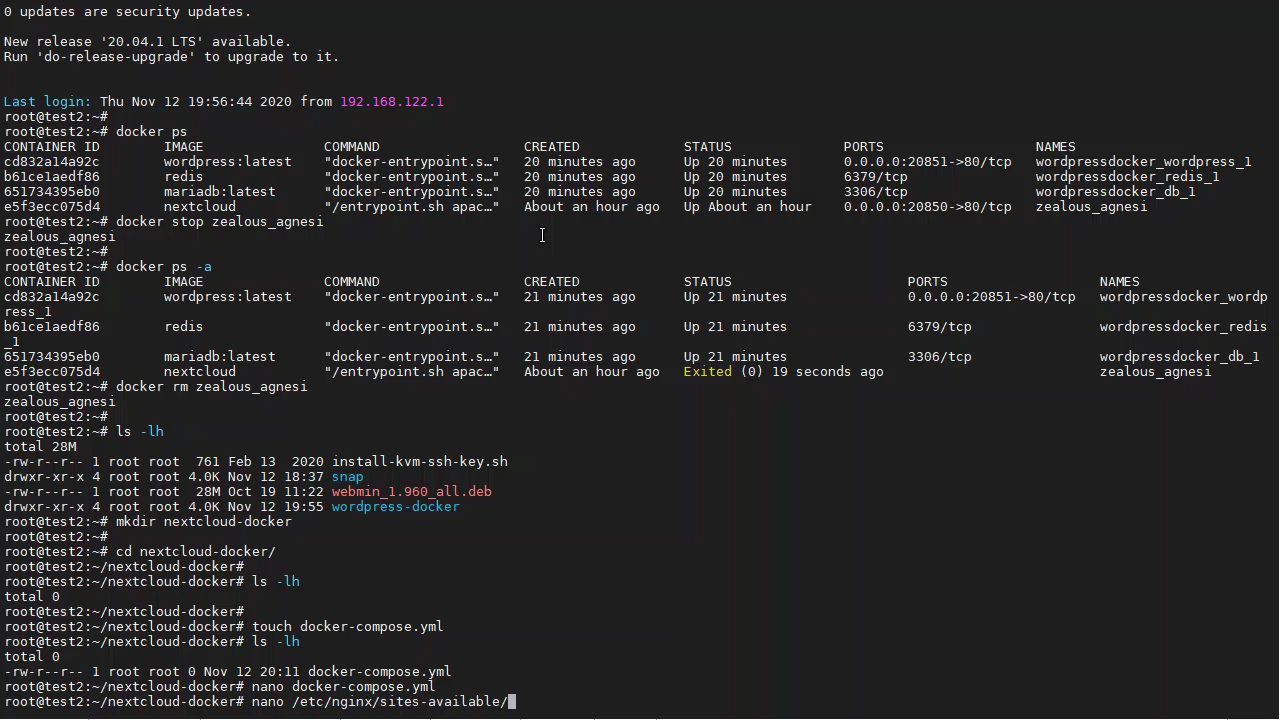 0 updates are security updates.
New release '20.04.1 LTS' available.
Run 'do-release-upgrade' to upgrade to it.
Last login: Thu Nov 12 19:56:44 2020 from 192.168.122.1
root@test2:~#
root@test2:~# docker ps
CONTAINER ID        IMAGE               COMMAND                  CREATED             STATUS              PORTS                   NAMES
cd832a14a92c        wordpress:latest    "docker-entrypoint.s…"   20 minutes ago      Up 20 minutes       0.0.0.0:20851->80/tcp   wordpressdocker_wordpress_1
b61ce1aedf86        redis               "docker-entrypoint.s…"   20 minutes ago      Up 20 minutes       6379/tcp                wordpressdocker_redis_1
651734395eb0        mariadb:latest      "docker-entrypoint.s…"   20 minutes ago      Up 20 minutes       3306/tcp                wordpressdocker_db_1
e5f3ecc075d4        nextcloud           "/entrypoint.sh apac…"   About an hour ago   Up About an hour    0.0.0.0:20850->80/tcp   zealous_agnesi
root@test2:~# docker stop zealous_agnesi
zealous_agnesi
root@test2:~#
root@test2:~# docker ps -a
CONTAINER ID        IMAGE               COMMAND                  CREATED             STATUS                      PORTS                   NAMES
cd832a14a92c        wordpress:latest    "docker-entrypoint.s…"   21 minutes ago      Up 21 minutes               0.0.0.0:20851->80/tcp   wordpressdocker_wordp
ress_1
b61ce1aedf86        redis               "docker-entrypoint.s…"   21 minutes ago      Up 21 minutes               6379/tcp                wordpressdocker_redis
_1
651734395eb0        mariadb:latest      "docker-entrypoint.s…"   21 minutes ago      Up 21 minutes               3306/tcp                wordpressdocker_db_1
e5f3ecc075d4        nextcloud           "/entrypoint.sh apac…"   About an hour ago   Exited (0) 19 seconds ago                           zealous_agnesi
root@test2:~# docker rm zealous_agnesi
zealous_agnesi
root@test2:~#
root@test2:~# ls -lh
total 28M
-rw-r--r-- 1 root root  761 Feb 13  2020 install-kvm-ssh-key.sh
drwxr-xr-x 4 root root 4.0K Nov 12 18:37 snap
-rw-r--r-- 1 root root  28M Oct 19 11:22 webmin_1.960_all.deb
drwxr-xr-x 4 root root 4.0K Nov 12 19:55 wordpress-docker
root@test2:~# mkdir nextcloud-docker
root@test2:~#
root@test2:~# cd nextcloud-docker/
root@test2:~/nextcloud-docker#
root@test2:~/nextcloud-docker# ls -lh
total 0
root@test2:~/nextcloud-docker#
root@test2:~/nextcloud-docker# touch docker-compose.yml
root@test2:~/nextcloud-docker# ls -lh
total 0
-rw-r--r-- 1 root root 0 Nov 12 20:11 docker-compose.yml
root@test2:~/nextcloud-docker# nano docker-compose.yml
root@test2:~/nextcloud-docker# nano /etc/nginx/sites-available/